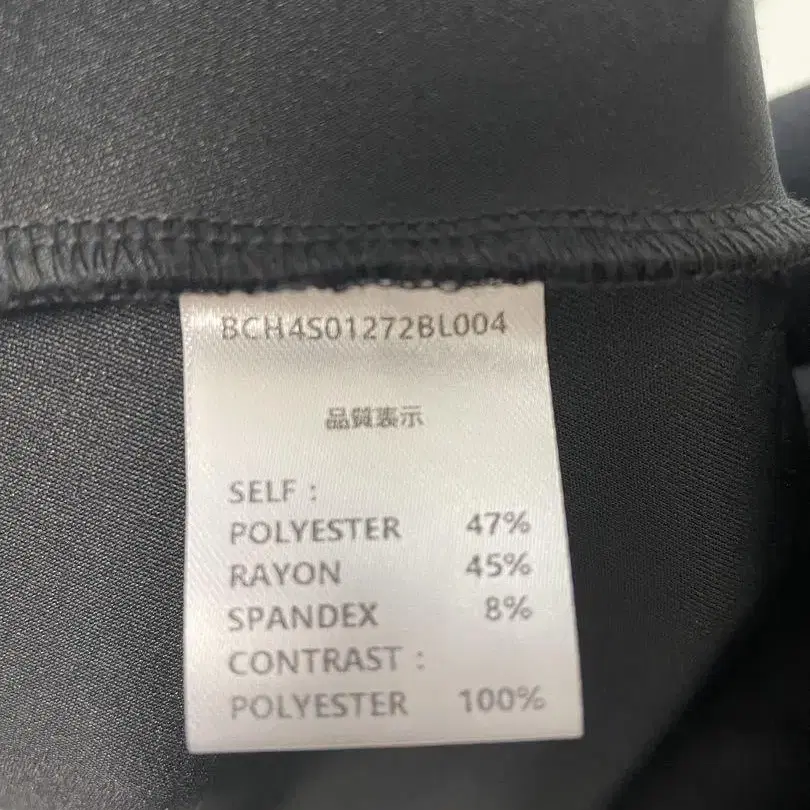 BCH4S01272BL004
品質表示
SELF :
POLYESTER 47%
RAYON 45%
SPANDEX 8%
CONTRAST :
POLYESTER 100%